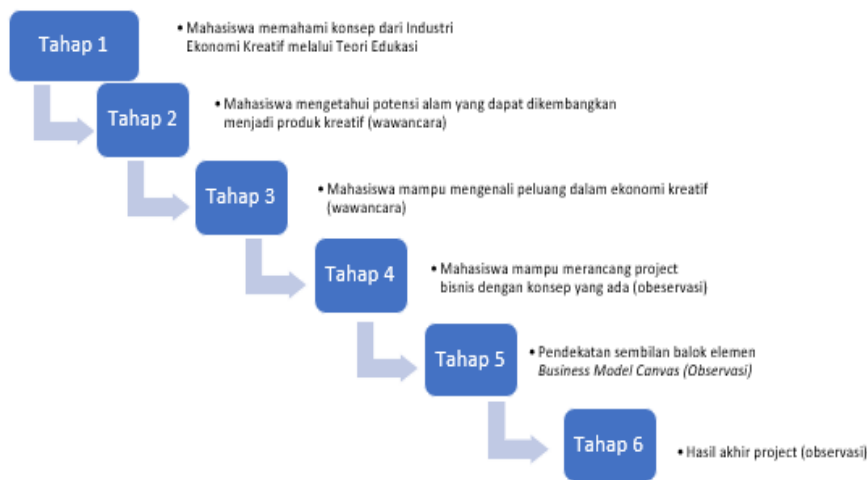 Tahap 1
• Mahasiswa memahami konsep dari Industri
Ekonomi Kreatif melalui Teori Edukasi
Tahap 2
• Mahasiswa mengetahui potensi alam yang dapat dikembangkan
menjadi produk kreatif (wawancara)
Tahap 3
• Mahasiswa mampu mengenali peluang dalam ekonomi kreatif
(wawancara)
Tahap 4
• Mahasiswa mampu merancang project
bisnis dengan konsep yang ada (obeservasi)
Tahap 5
• Pendekatan sembilan balok elemen
Business Model Canvas (Observasi)
Tahap 6
• Hasil akhir project (observasi)